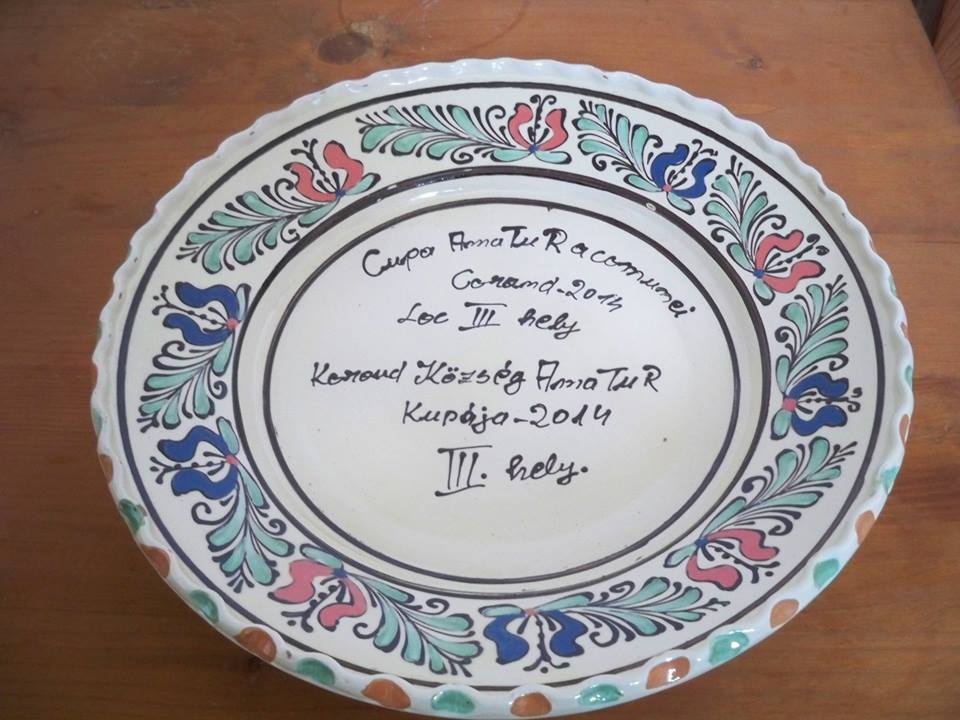 Cupa AmaTuR a comunei
Corund-2014
Loc III hely
Korond Község AmaTuR
Kupája-2014
III. hely.